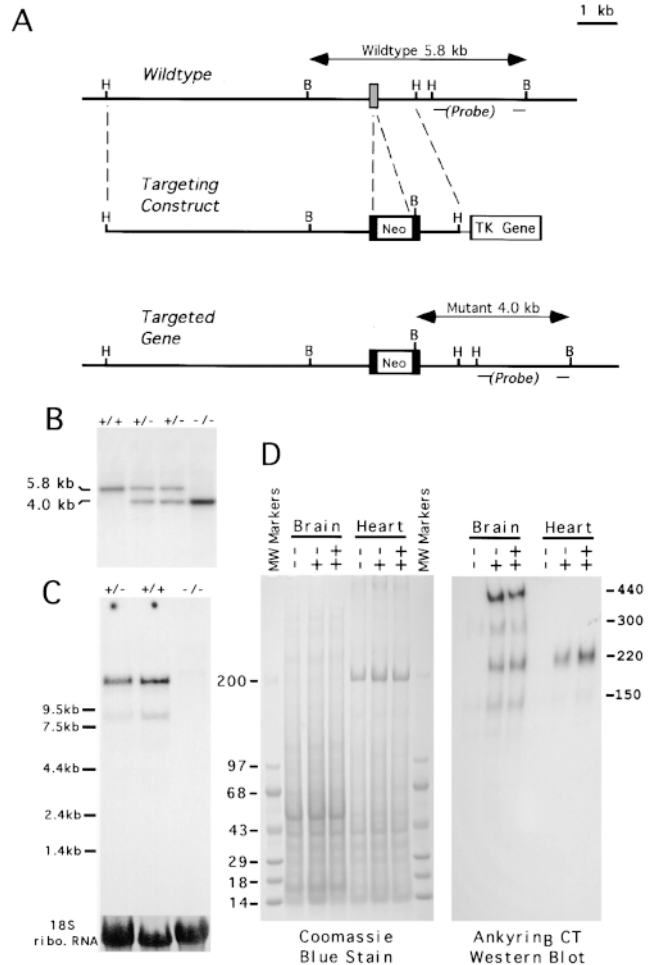 A
1 kb
Wildtype 5.8 kb
Wildtype
H B H H B
(Probe)
Targeting
Construct
H B B H
Neo
TK Gene
Mutant 4.0 kb
Targeted
Gene
H B B H H B
Neo
(Probe)
B
+/+ +/- +/- -/-
5.8 kb
4.0 kb
C
+/- +/+ -/-
9.5kb
7.5kb
4.4kb
2.4kb
1.4kb
18S
ribo. RNA
D
MW Markers
Brain
Heart
MW Markers
- - + - - +
- + + - + +
200
97
68
43
29
18
14
Coomassie
Blue Stain
Brain
Heart
- - + - - +
- + + - + +
440
300
220
150
AnkyrinB CT
Western Blot